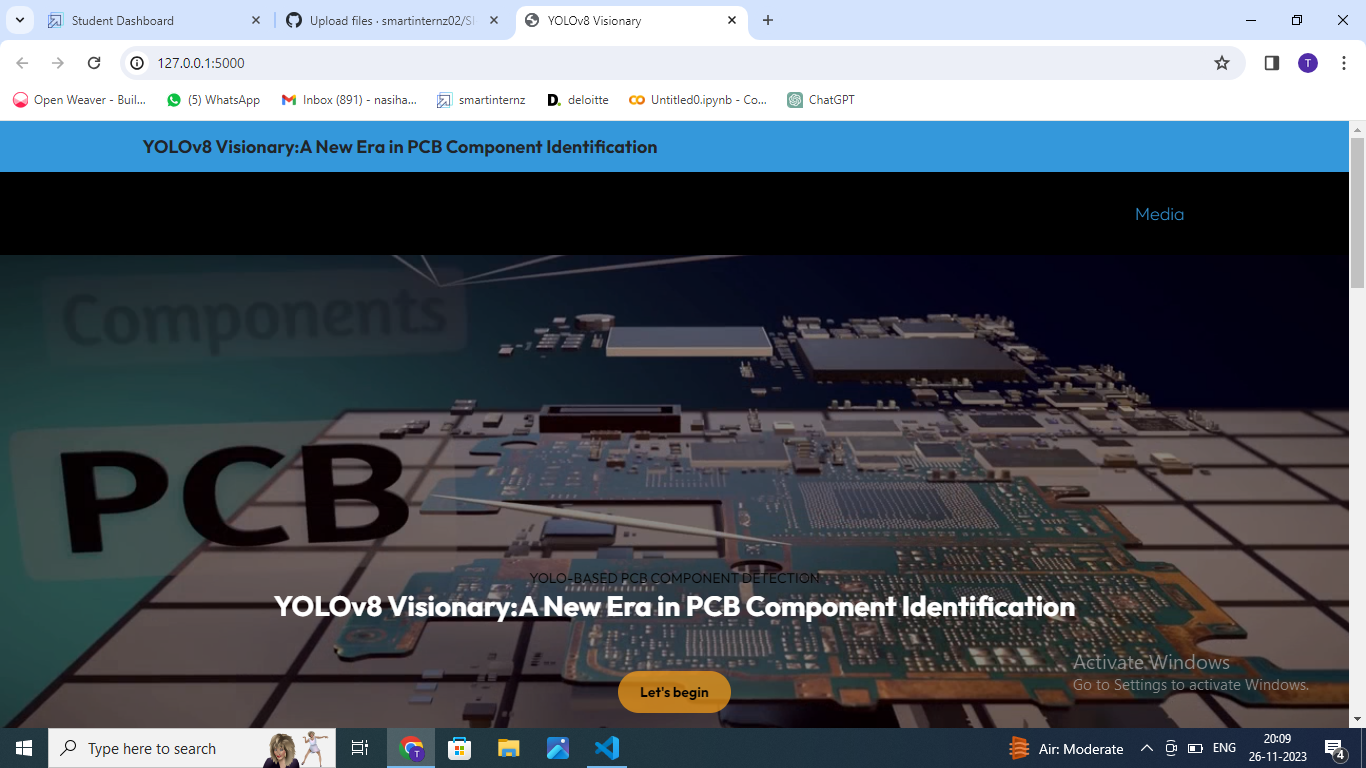 Student Dashboard
Upload files · smartinternz02/SI
YOLOv8 Visionary
127.0.0.1:5000
T
Open Weaver - Buil...
(5) WhatsApp
Inbox (891) - nasiha...
smartinternz
D.
deloitte
Untitled0.ipynb - Co...
ChatGPT
YOLOv8 Visionary:A New Era in PCB Component Identification
Media
Components
PCB
YOLO-BASED PCB COMPONENT DETECTION
YOLOv8 Visionary:A New Era in PCB Component Identification
Let's begin
Activate Windows
Go to Settings to activate Windows.
Type here to search
T
Air: Moderate
ENG
20:09
26-11-2023
4